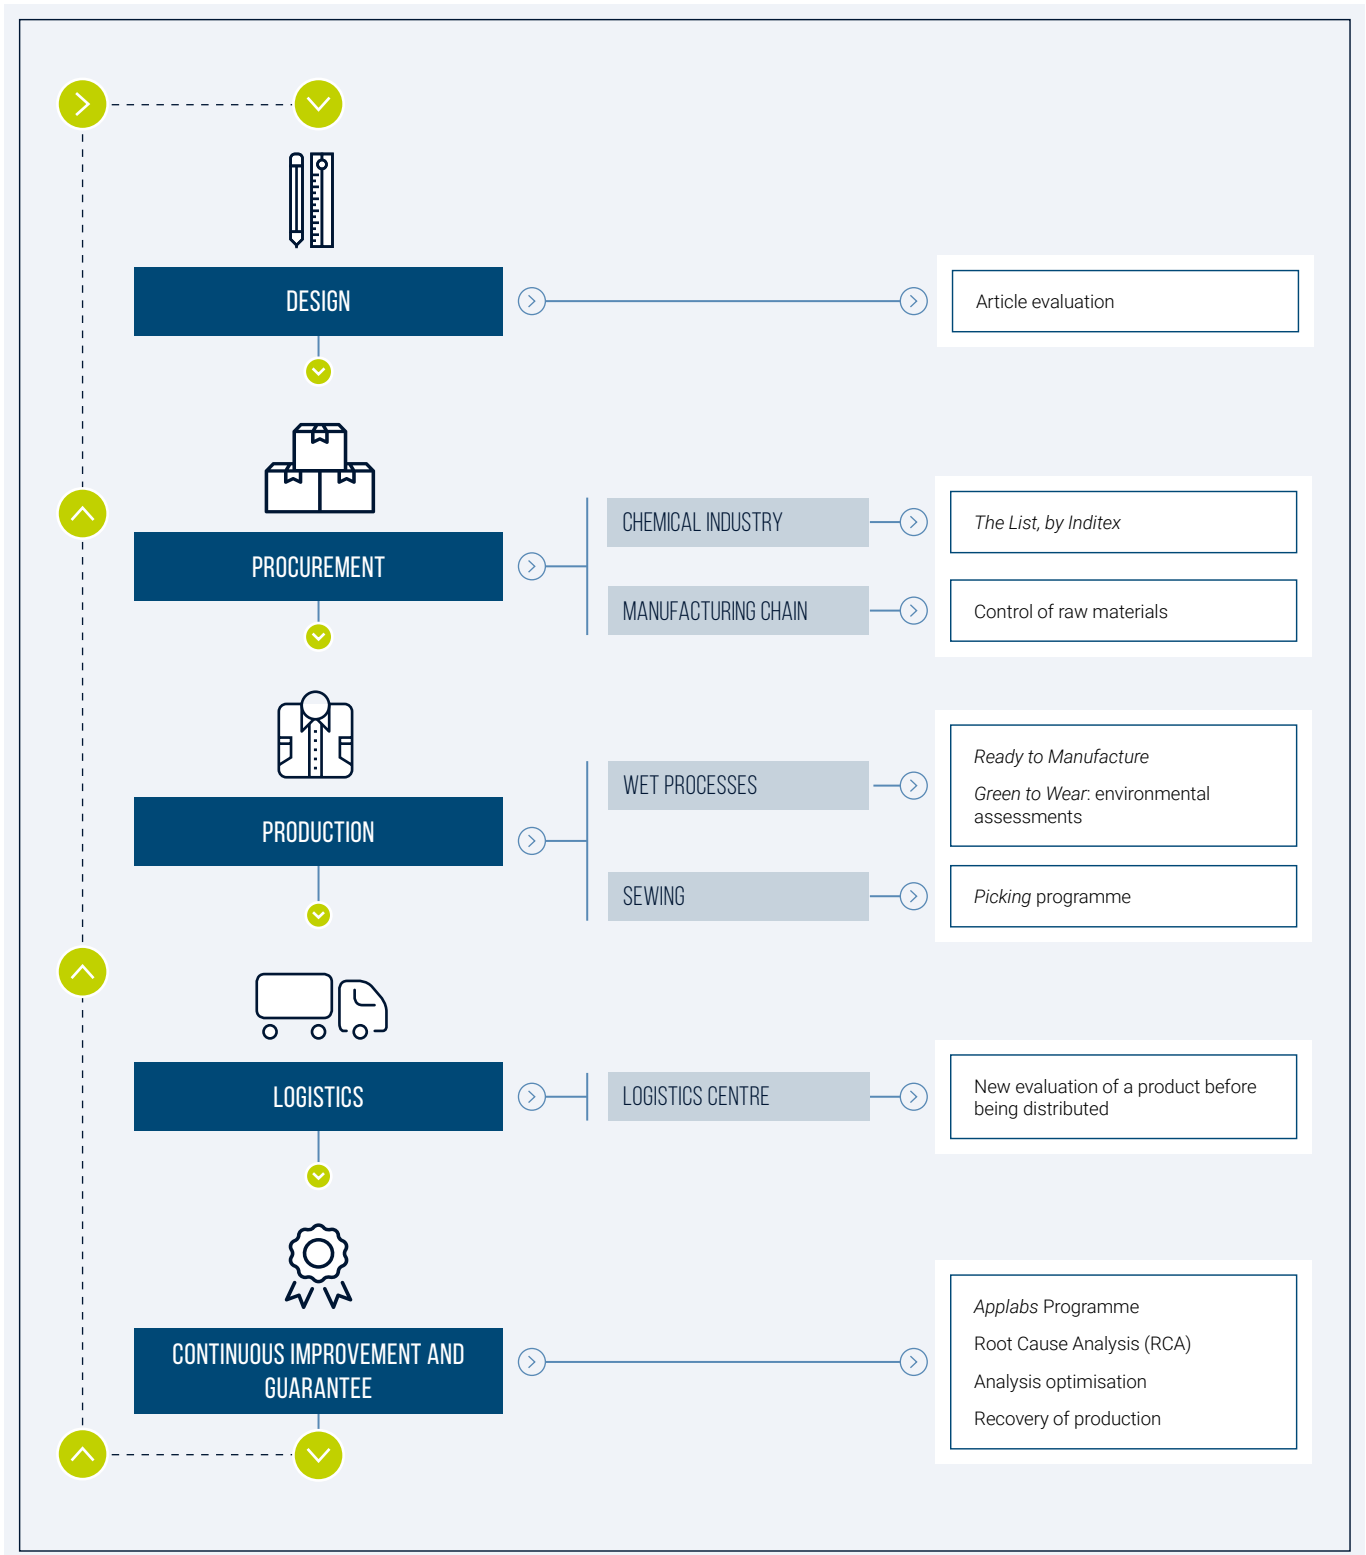 DESIGN
Article evaluation
PROCUREMENT
CHEMICAL INDUSTRY
The List, by Inditex
MANUFACTURING CHAIN
Control of raw materials
PRODUCTION
WET PROCESSES
Ready to Manufacture
Green to Wear: environmental
assessments
SEWING
Picking programme
LOGISTICS
LOGISTICS CENTRE
New evaluation of a product before
being distributed
CONTINUOUS IMPROVEMENT AND
GUARANTEE
Applabs Programme
Root Cause Analysis (RCA)
Analysis optimisation
Recovery of production